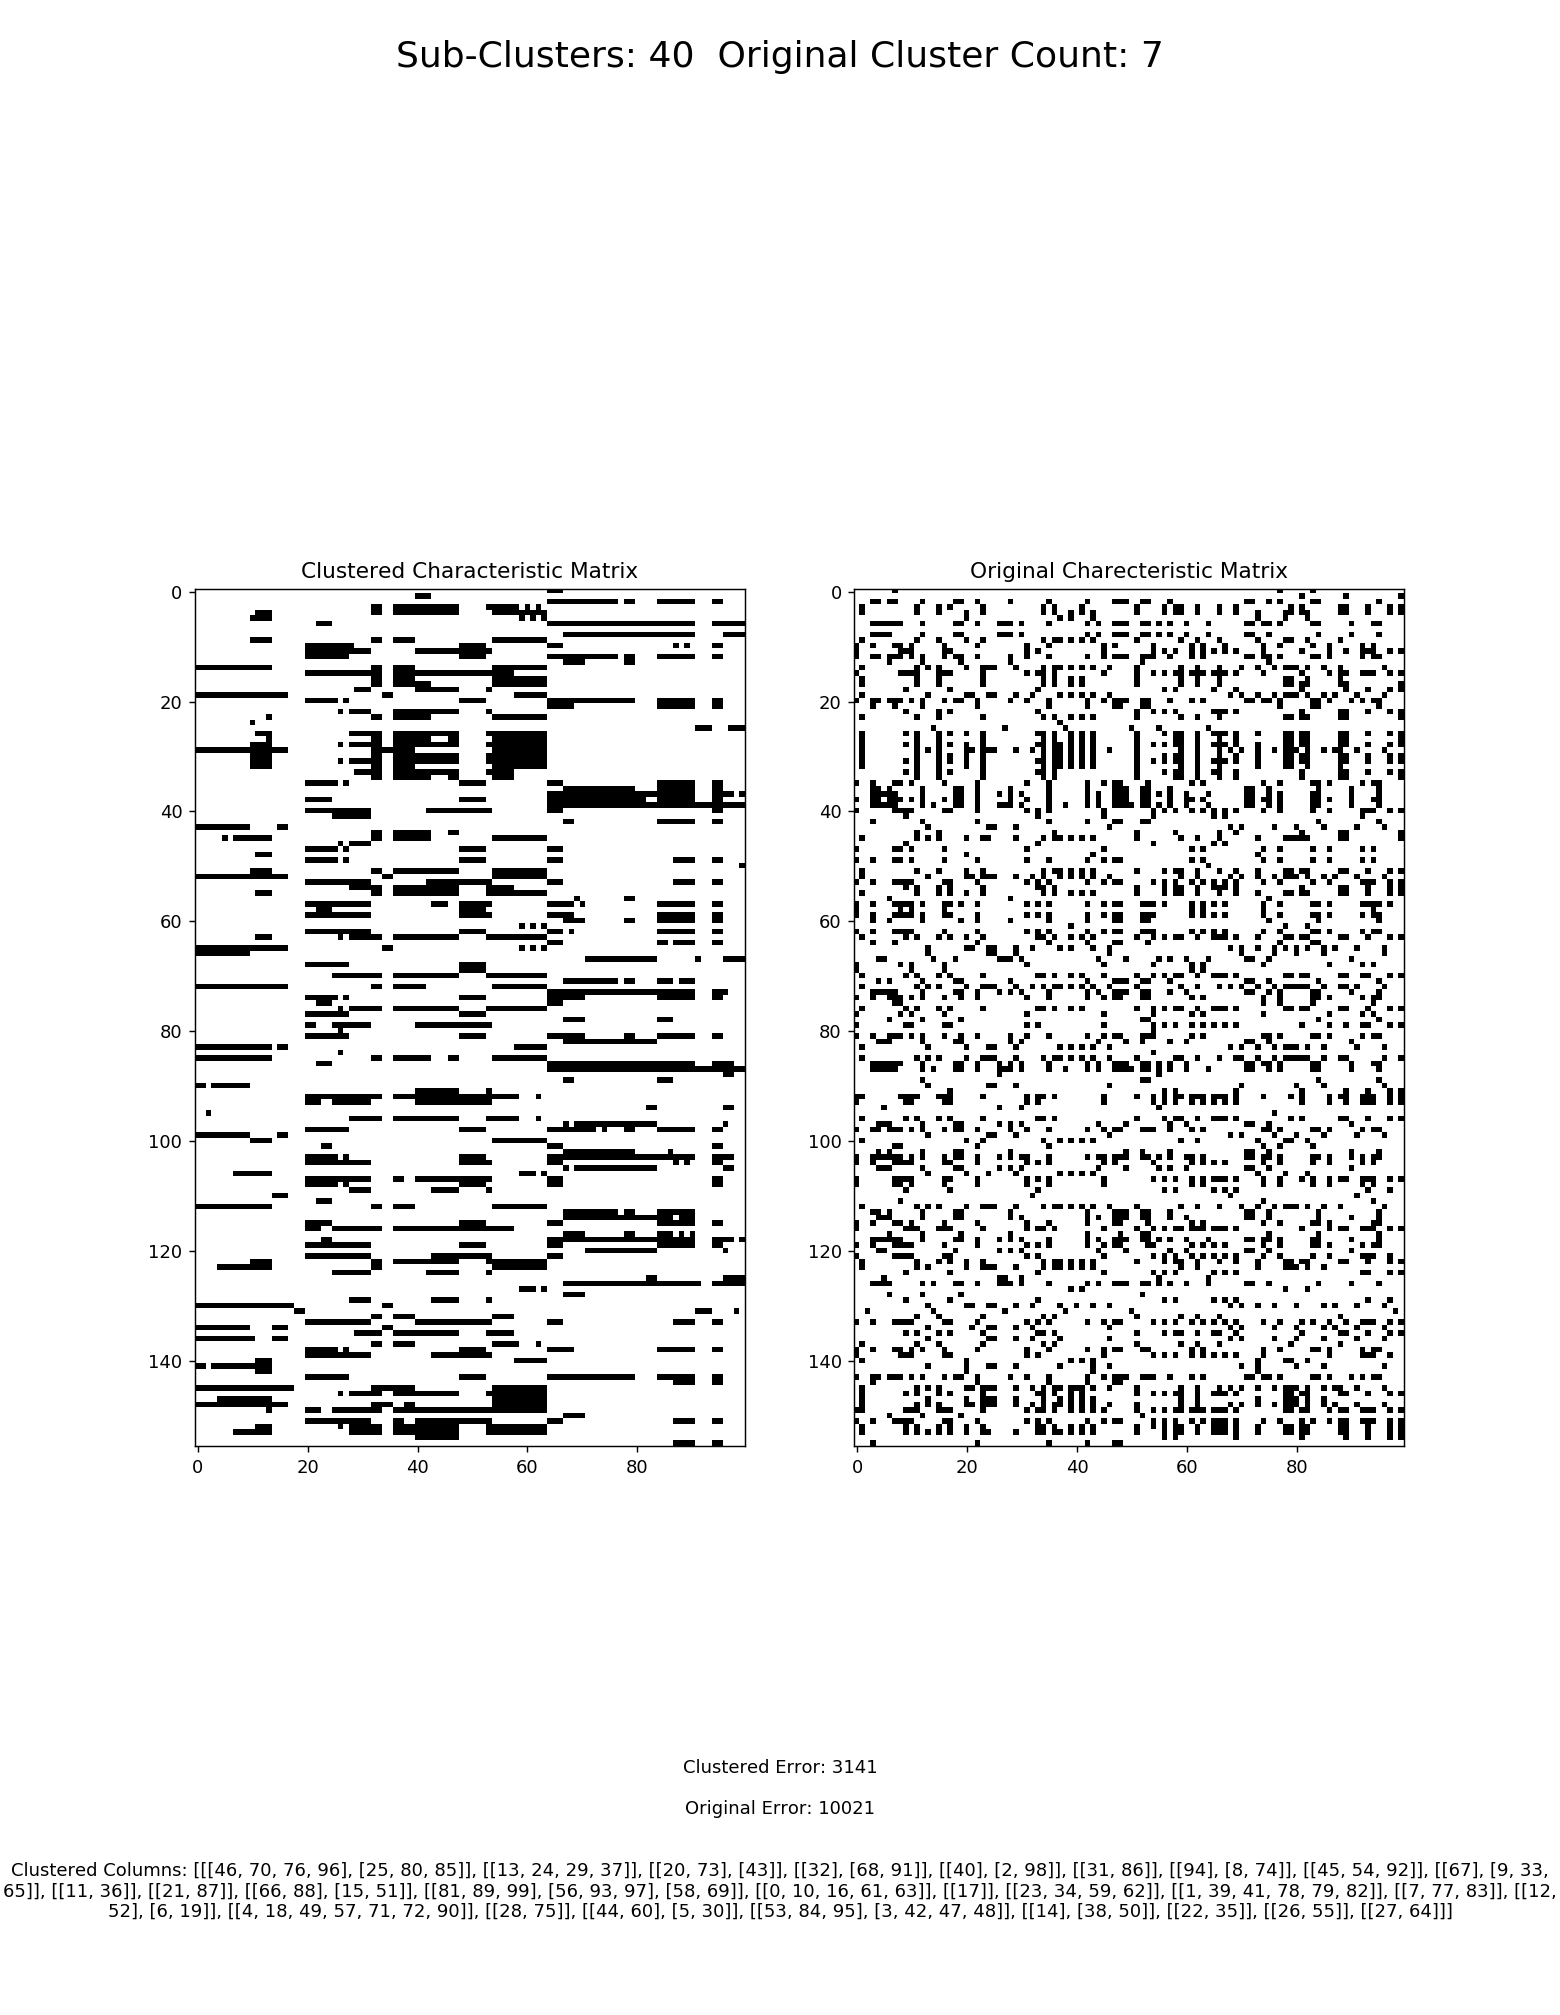 Sub-Clusters: 40  Original Cluster Count: 7
Clustered Characteristic Matrix
Original Charecteristic Matrix
0
20
40
60
80
100
120
140
0 20 40 60 80
0
20
40
60
80
100
120
140
0 20 40 60 80
Clustered Error: 3141
Original Error: 10021
Clustered Columns: [[[46, 70, 76, 96], [25, 80, 85]], [[13, 24, 29, 37]], [[20, 73], [43]], [[32], [68, 91]], [[40], [2, 98]], [[31, 86]], [[94], [8, 74]], [[45, 54, 92]], [[67], [9, 33,
65]], [[11, 36]], [[21, 87]], [[66, 88], [15, 51]], [[81, 89, 99], [56, 93, 97], [58, 69]], [[0, 10, 16, 61, 63]], [[17]], [[23, 34, 59, 62]], [[1, 39, 41, 78, 79, 82]], [[7, 77, 83]], [[12,
52], [6, 19]], [[4, 18, 49, 57, 71, 72, 90]], [[28, 75]], [[44, 60], [5, 30]], [[53, 84, 95], [3, 42, 47, 48]], [[14], [38, 50]], [[22, 35]], [[26, 55]], [[27, 64]]]